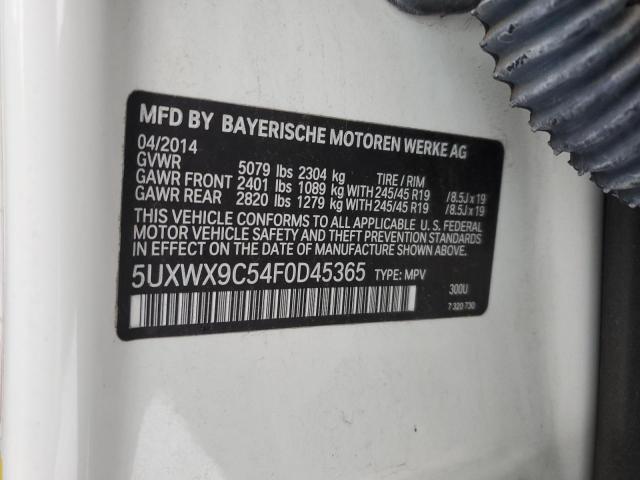 MFD BY BAYERISCHE MOTOREN WERKE AG
04/2014
GVWR 5079 lbs 2304 kg TIRE / RIM
GAWR FRONT 2401 lbs 1089 kg WITH 245/45 R19 / 8.5J x 19
GAWR REAR 2820 lbs 1279 kg WITH 245/45 R19 / 8.5J x 19
THIS VEHICLE CONFORMS TO ALL APPLICABLE U. S. FEDERAL
MOTOR VEHICLE SAFETY, BUMPER, AND THEFT PREVENTION STANDARDS
IN EFFECT ON THE DATE OF MANUFACTURE SHOWN ABOVE.
5UXWX9C54F0D45365 TYPE: MPV
300U
7 320 730